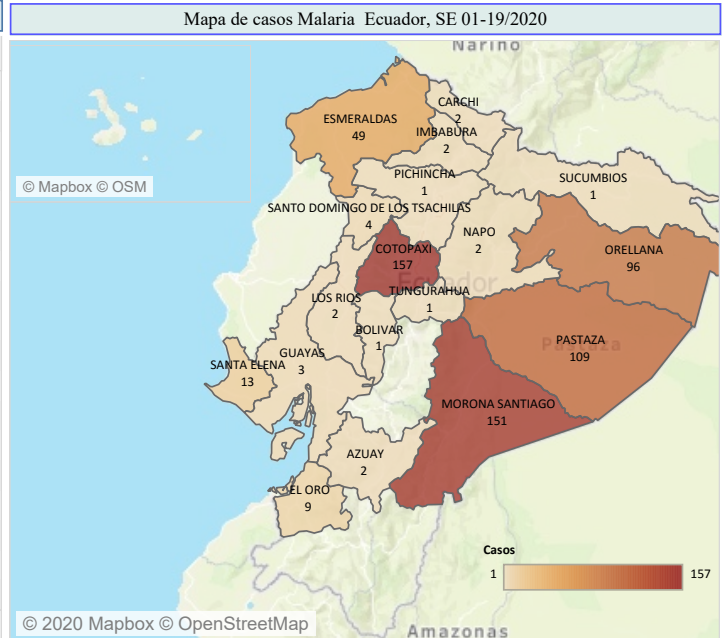 Mapa de casos Malaria Ecuador, SE 01-19/2020
Nariño
CARCHI
2
ESMERALDAS
49
IMBABURA
2
© Mapbox © OSM
PICHINCHA
1
SUCUMBIOS
1
SANTO DOMINGO DE LOS TSACHILAS
4
NAPO
2
COTOPAXI
157
ORELLANA
96
Ecuador
TUNGURAHUA
1
LOS RIOS
2
BOLIVAR
1
Pastaza
PASTAZA
109
GUAYAS
3
SANTA ELENA
13
MORONA SANTIAGO
151
AZUAY
2
EL ORO
9
Casos
1
157
© 2020 Mapbox © OpenStreetMap
Amazonas